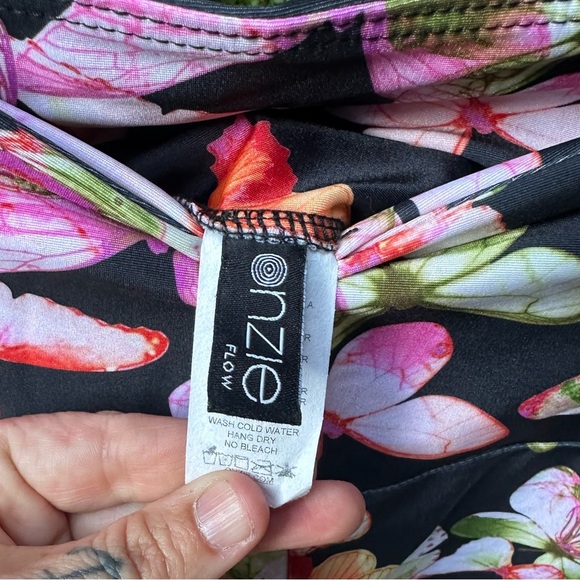 onzie
FLOW
WASH COLD WATER
HANG DRY
NO BLEACH